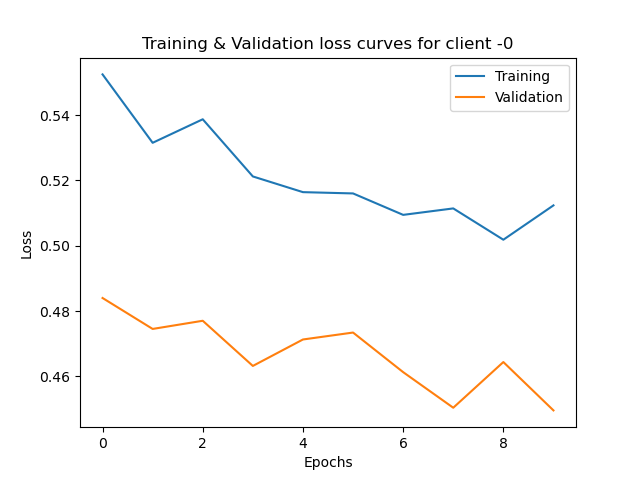 Training & Validation loss curves for client -0
Training
Validation
0.54
0.52
0.50
0.48
0.46
Loss
0
2
4
6
8
Epochs